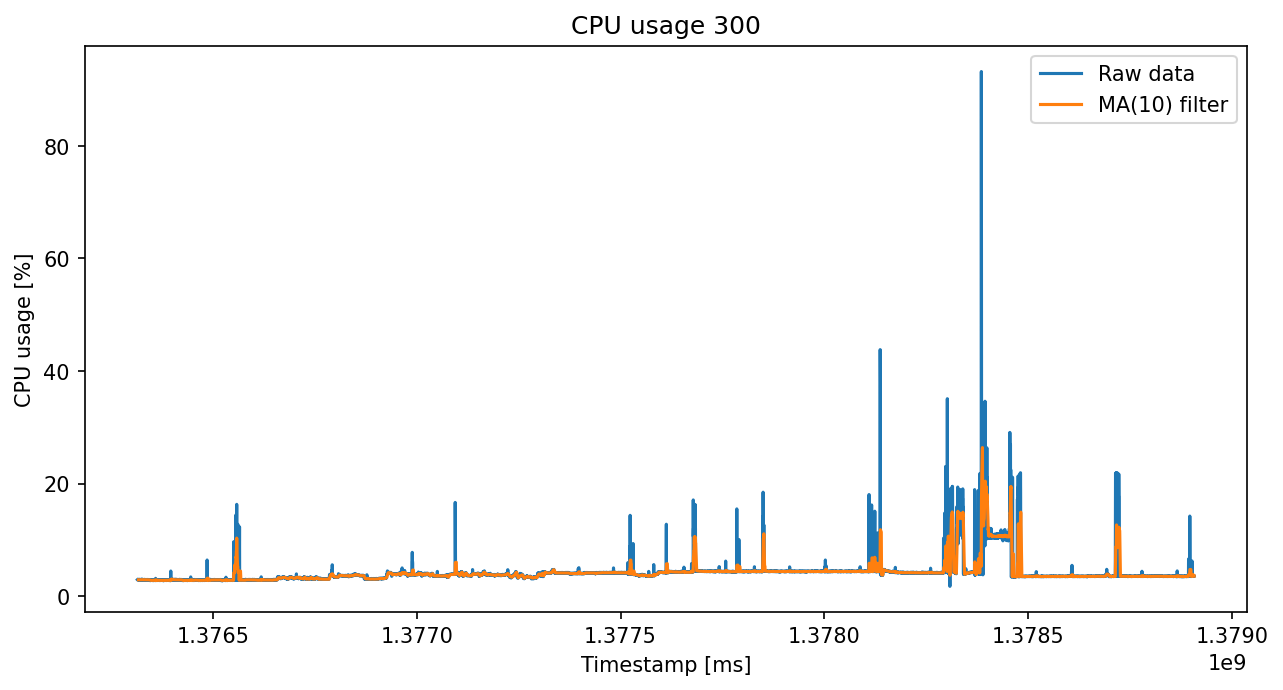 CPU usage 300
Raw data
MA(10) filter
CPU usage [%]
80
60
40
20
0
1.3765 1.3770 1.3775 1.3780 1.3785 1.3790
1e9
Timestamp [ms]